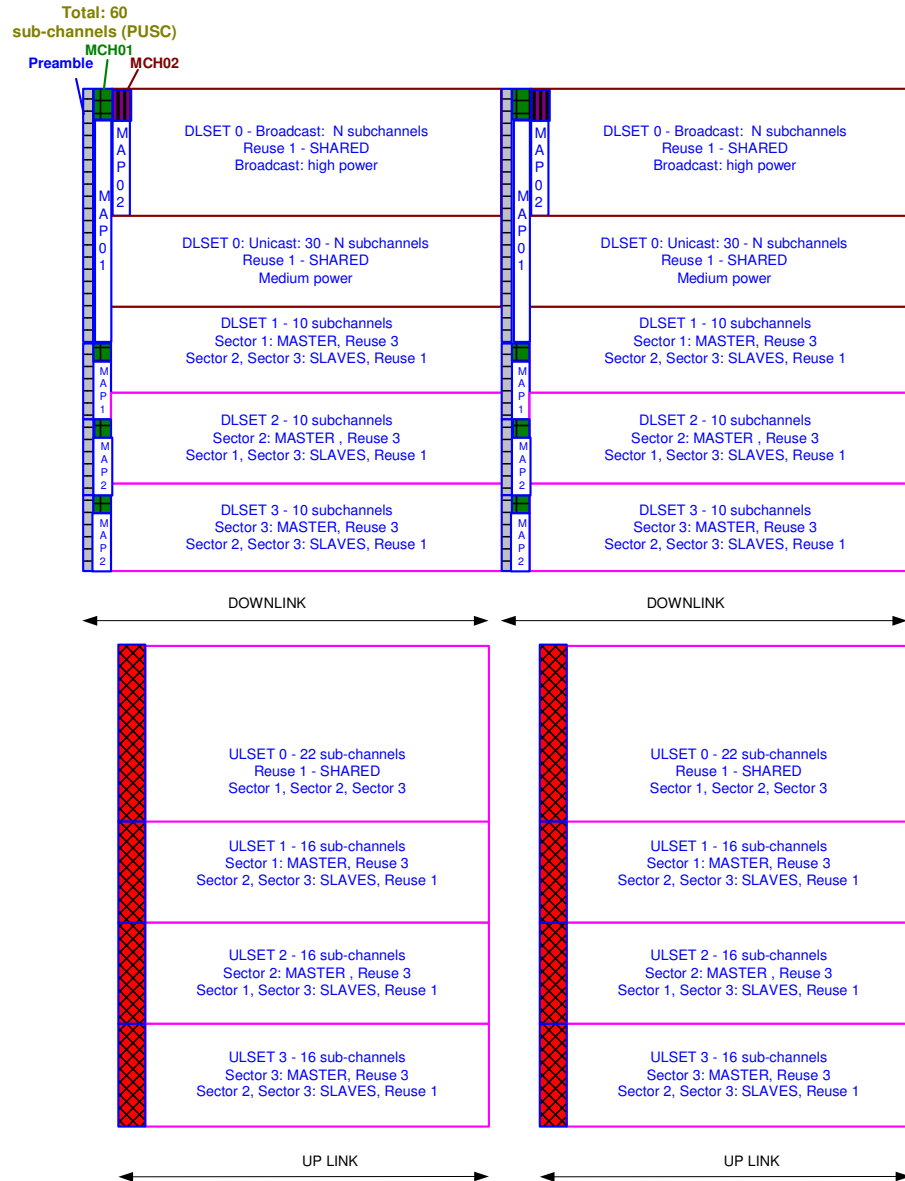 Total: 60
sub-channels (PUSC)
MCH01
Preamble
MCH02
MAP01
MAP02
DLSET 0 - Broadcast: N subchannels
Reuse 1 - SHARED
Broadcast: high power
DLSET 0: Unicast: 30 - N subchannels
Reuse 1 - SHARED
Medium power
MAP1
DLSET 1 - 10 subchannels
Sector 1: MASTER, Reuse 3
Sector 2, Sector 3: SLAVES, Reuse 1
MAP2
DLSET 2 - 10 subchannels
Sector 2: MASTER , Reuse 3
Sector 1, Sector 3: SLAVES, Reuse 1
MAP2
DLSET 3 - 10 subchannels
Sector 3: MASTER, Reuse 3
Sector 2, Sector 3: SLAVES, Reuse 1
DOWNLINK
MAP01
MAP02
DLSET 0 - Broadcast: N subchannels
Reuse 1 - SHARED
Broadcast: high power
DLSET 0: Unicast: 30 - N subchannels
Reuse 1 - SHARED
Medium power
MAP1
DLSET 1 - 10 subchannels
Sector 1: MASTER, Reuse 3
Sector 2, Sector 3: SLAVES, Reuse 1
MAP2
DLSET 2 - 10 subchannels
Sector 2: MASTER , Reuse 3
Sector 1, Sector 3: SLAVES, Reuse 1
MAP2
DLSET 3 - 10 subchannels
Sector 3: MASTER, Reuse 3
Sector 2, Sector 3: SLAVES, Reuse 1
DOWNLINK
ULSET 0 - 22 sub-channels
Reuse 1 - SHARED
Sector 1, Sector 2, Sector 3
ULSET 1 - 16 sub-channels
Sector 1: MASTER, Reuse 3
Sector 2, Sector 3: SLAVES, Reuse 1
ULSET 2 - 16 sub-channels
Sector 2: MASTER , Reuse 3
Sector 1, Sector 3: SLAVES, Reuse 1
ULSET 3 - 16 sub-channels
Sector 3: MASTER, Reuse 3
Sector 2, Sector 3: SLAVES, Reuse 1
UP LINK
ULSET 0 - 22 sub-channels
Reuse 1 - SHARED
Sector 1, Sector 2, Sector 3
ULSET 1 - 16 sub-channels
Sector 1: MASTER, Reuse 3
Sector 2, Sector 3: SLAVES, Reuse 1
ULSET 2 - 16 sub-channels
Sector 2: MASTER , Reuse 3
Sector 1, Sector 3: SLAVES, Reuse 1
ULSET 3 - 16 sub-channels
Sector 3: MASTER, Reuse 3
Sector 2, Sector 3: SLAVES, Reuse 1
UP LINK